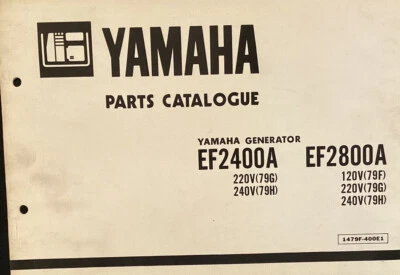 YAMAHA
PARTS CATALOGUE
YAMAHA GENERATOR
EF2400A EF2800A
220V(79G) 120V(79F)
240V(79H) 220V(79G)
240V(79H)
1479F-400E1